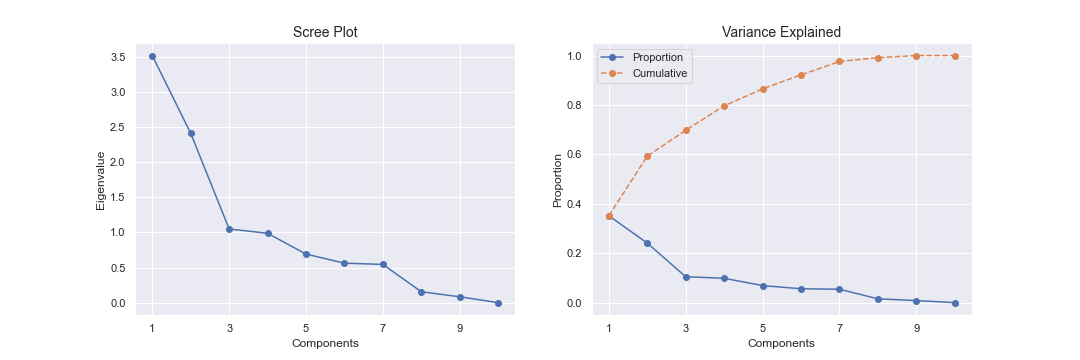 Scree Plot
3.5
3.0
2.5
2.0
1.5
1.0
0.5
0.0
Eigenvalue
1 3 5 7 9
Components
Variance Explained
Proportion
Cumulative
1.0
0.8
0.6
0.4
0.2
0.0
Proportion
1 3 5 7 9
Components